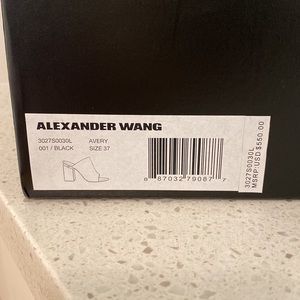 ALEXANDER WANG
3027S0030L AVERY
001 / BLACK SIZE 37
8 87032 79087 7
3027S0030L
MSRP:USD $550.00